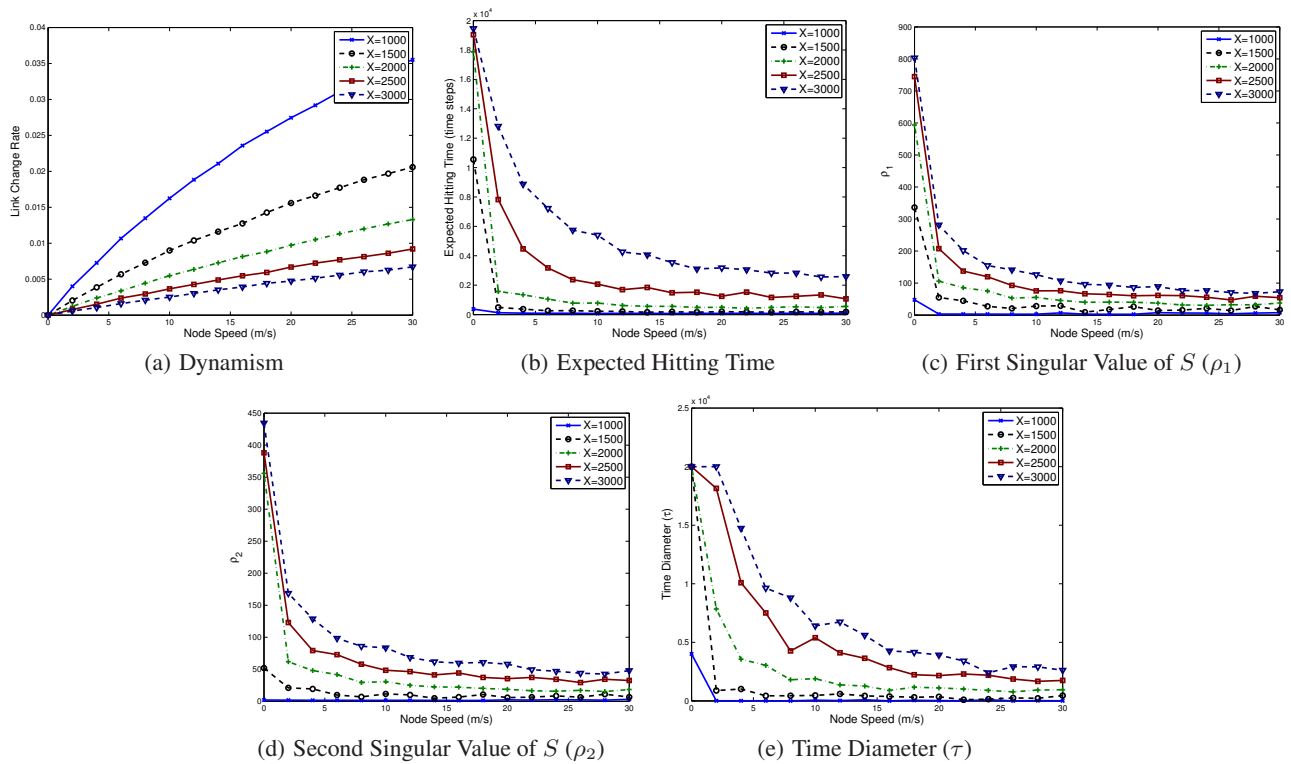 0.04
0.035
0.03
0.025
0.02
0.015
0.01
0.005
0
0 5 10 15 20 25 30
Link Change Rate
Node Speed (m/s)
X=1000
X=1500
X=2000
X=2500
X=3000
(a) Dynamism
x 10⁴
2
1.8
1.6
1.4
1.2
1
0.8
0.6
0.4
0.2
0
0 5 10 15 20 25 30
Expected Hitting Time (time steps)
Node Speed (m/s)
X=1000
X=1500
X=2000
X=2500
X=3000
(b) Expected Hitting Time
900
800
700
600
500
400
300
200
100
0
0 5 10 15 20 25 30
ρ₁
Node Speed (m/s)
X=1000
X=1500
X=2000
X=2500
X=3000
(c) First Singular Value of S (ρ₁)
450
400
350
300
250
200
150
100
50
0
0 5 10 15 20 25 30
ρ₂
Node Speed (m/s)
X=1000
X=1500
X=2000
X=2500
X=3000
(d) Second Singular Value of S (ρ₂)
x 10⁴
2.5
2
1.5
1
0.5
0
0 5 10 15 20 25 30
Time Diameter (τ)
Node Speed (m/s)
X=1000
X=1500
X=2000
X=2500
X=3000
(e) Time Diameter (τ)